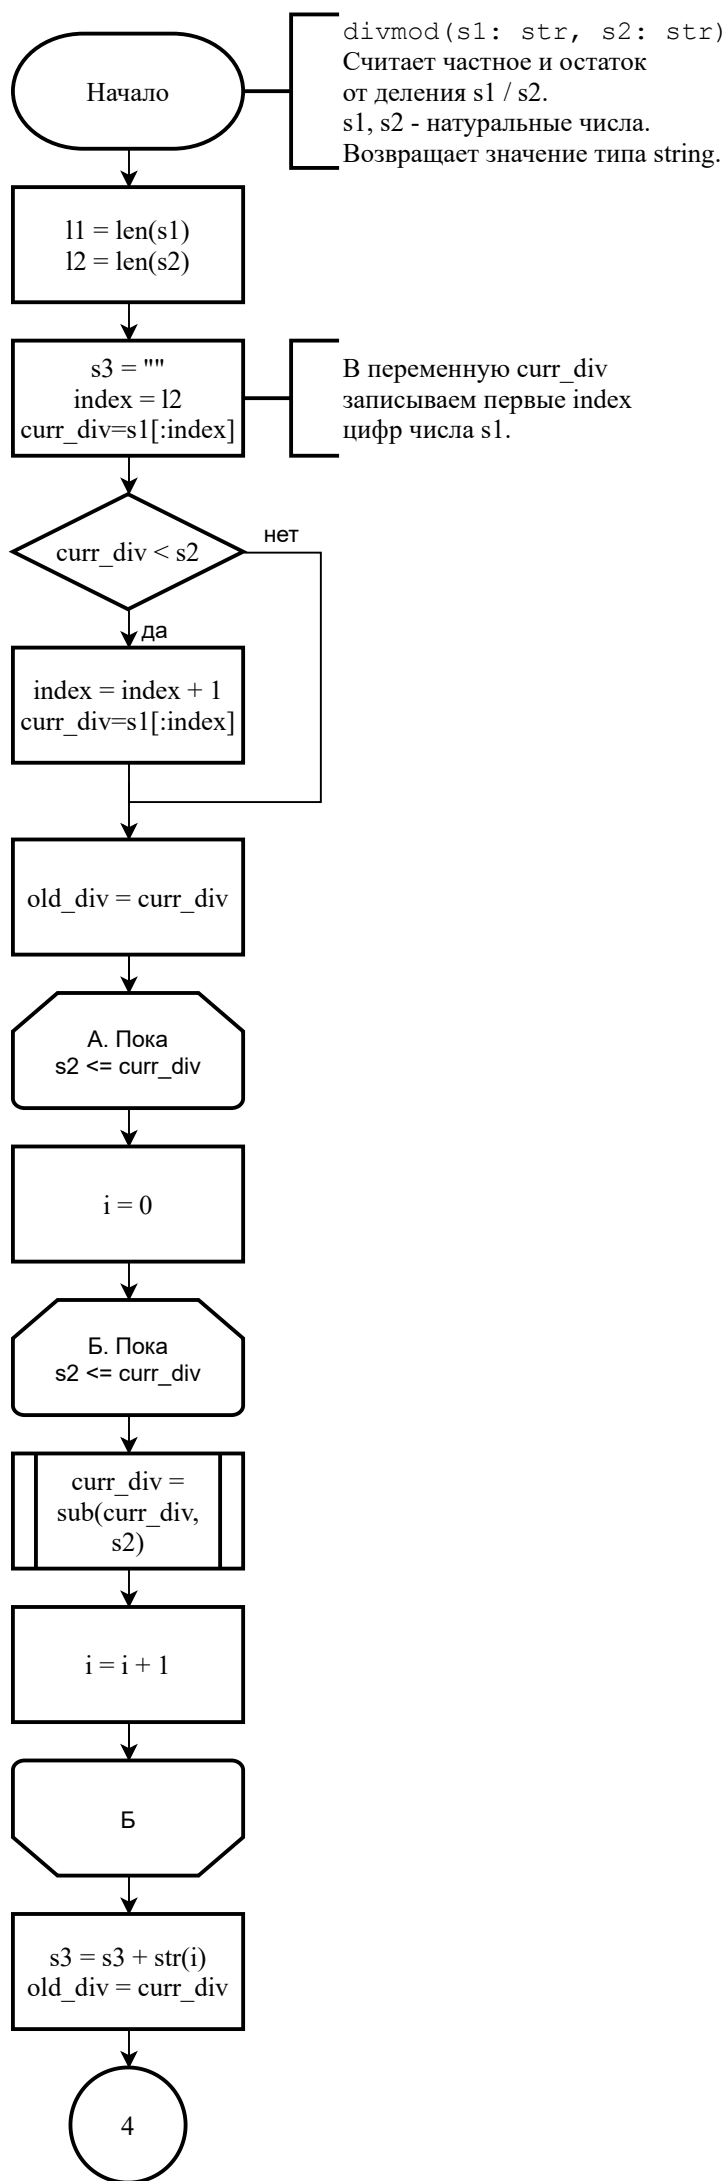 divmod(s1: str, s2: str)
Считает частное и остаток
от деления s1 / s2.
s1, s2 - натуральные числа.
Возвращает значение типа string.
Начало
l1 = len(s1)
l2 = len(s2)
s3 = ""
index = l2
curr_div=s1[:index]
В переменную curr_div
записываем первые index
цифр числа s1.
curr_div < s2
нет
да
index = index + 1
curr_div=s1[:index]
old_div = curr_div
А. Пока
s2 <= curr_div
i = 0
Б. Пока
s2 <= curr_div
curr_div =
sub(curr_div,
s2)
i = i + 1
Б
s3 = s3 + str(i)
old_div = curr_div
4